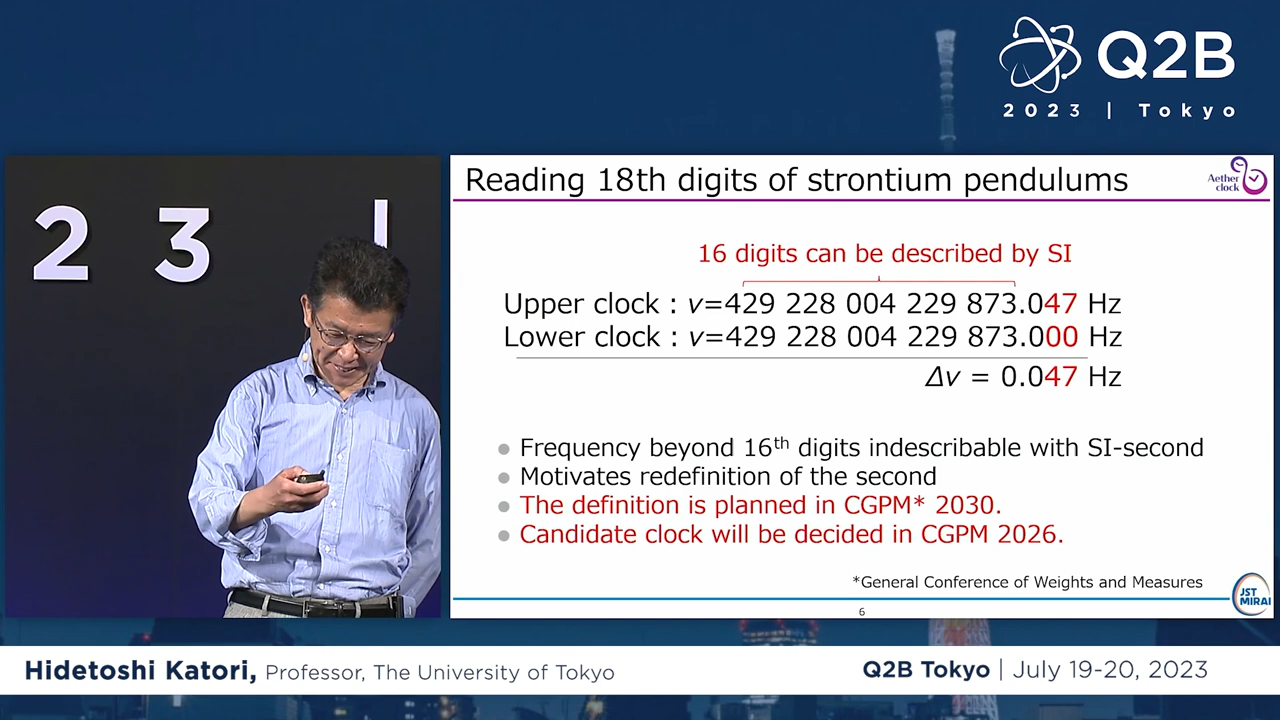 Q2B
2023 | Tokyo
2 3 |
Reading 18th digits of strontium pendulums
Aether
clock
16 digits can be described by SI
Upper clock : ν=429 228 004 229 873.047 Hz
Lower clock : ν=429 228 004 229 873.000 Hz
Δν = 0.047 Hz
● Frequency beyond 16th digits indescribable with SI-second
● Motivates redefinition of the second
● The definition is planned in CGPM* 2030.
● Candidate clock will be decided in CGPM 2026.
*General Conference of Weights and Measures
6
JST
MIRAI
Hidetoshi Katori, Professor, The University of Tokyo
Q2B Tokyo | July 19-20, 2023